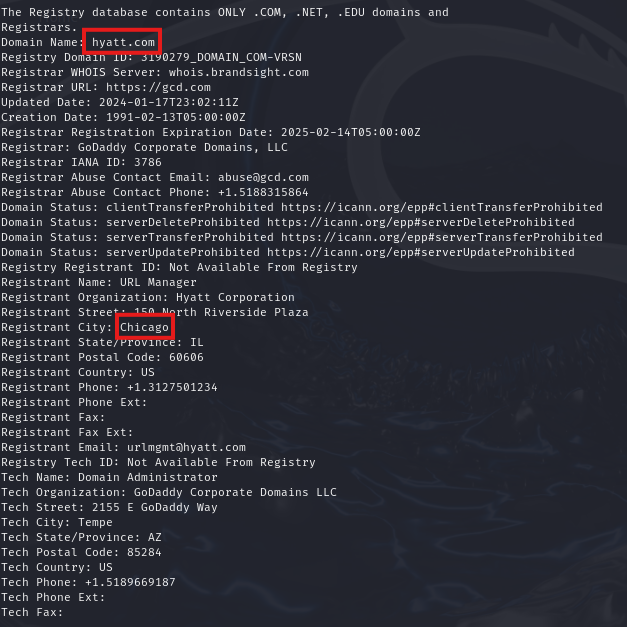 The Registry database contains ONLY .COM, .NET, .EDU domains and
Registrars.
Domain Name: hyatt.com
Registry Domain ID: 3190279_DOMAIN_COM-VRSN
Registrar WHOIS Server: whois.brandsight.com
Registrar URL: https://gcd.com
Updated Date: 2024-01-17T23:02:11Z
Creation Date: 1991-02-13T05:00:00Z
Registrar Registration Expiration Date: 2025-02-14T05:00:00Z
Registrar: GoDaddy Corporate Domains, LLC
Registrar IANA ID: 3786
Registrar Abuse Contact Email: abuse@gcd.com
Registrar Abuse Contact Phone: +1.5188315864
Domain Status: clientTransferProhibited https://icann.org/epp#clientTransferProhibited
Domain Status: serverDeleteProhibited https://icann.org/epp#serverDeleteProhibited
Domain Status: serverTransferProhibited https://icann.org/epp#serverTransferProhibited
Domain Status: serverUpdateProhibited https://icann.org/epp#serverUpdateProhibited
Registry Registrant ID: Not Available From Registry
Registrant Name: URL Manager
Registrant Organization: Hyatt Corporation
Registrant Street: 150 North Riverside Plaza
Registrant City: Chicago
Registrant State/Province: IL
Registrant Postal Code: 60606
Registrant Country: US
Registrant Phone: +1.3127501234
Registrant Phone Ext:
Registrant Fax:
Registrant Fax Ext:
Registrant Email: urlmgmt@hyatt.com
Registry Tech ID: Not Available From Registry
Tech Name: Domain Administrator
Tech Organization: GoDaddy Corporate Domains LLC
Tech Street: 2155 E GoDaddy Way
Tech City: Tempe
Tech State/Province: AZ
Tech Postal Code: 85284
Tech Country: US
Tech Phone: +1.5189669187
Tech Phone Ext:
Tech Fax: